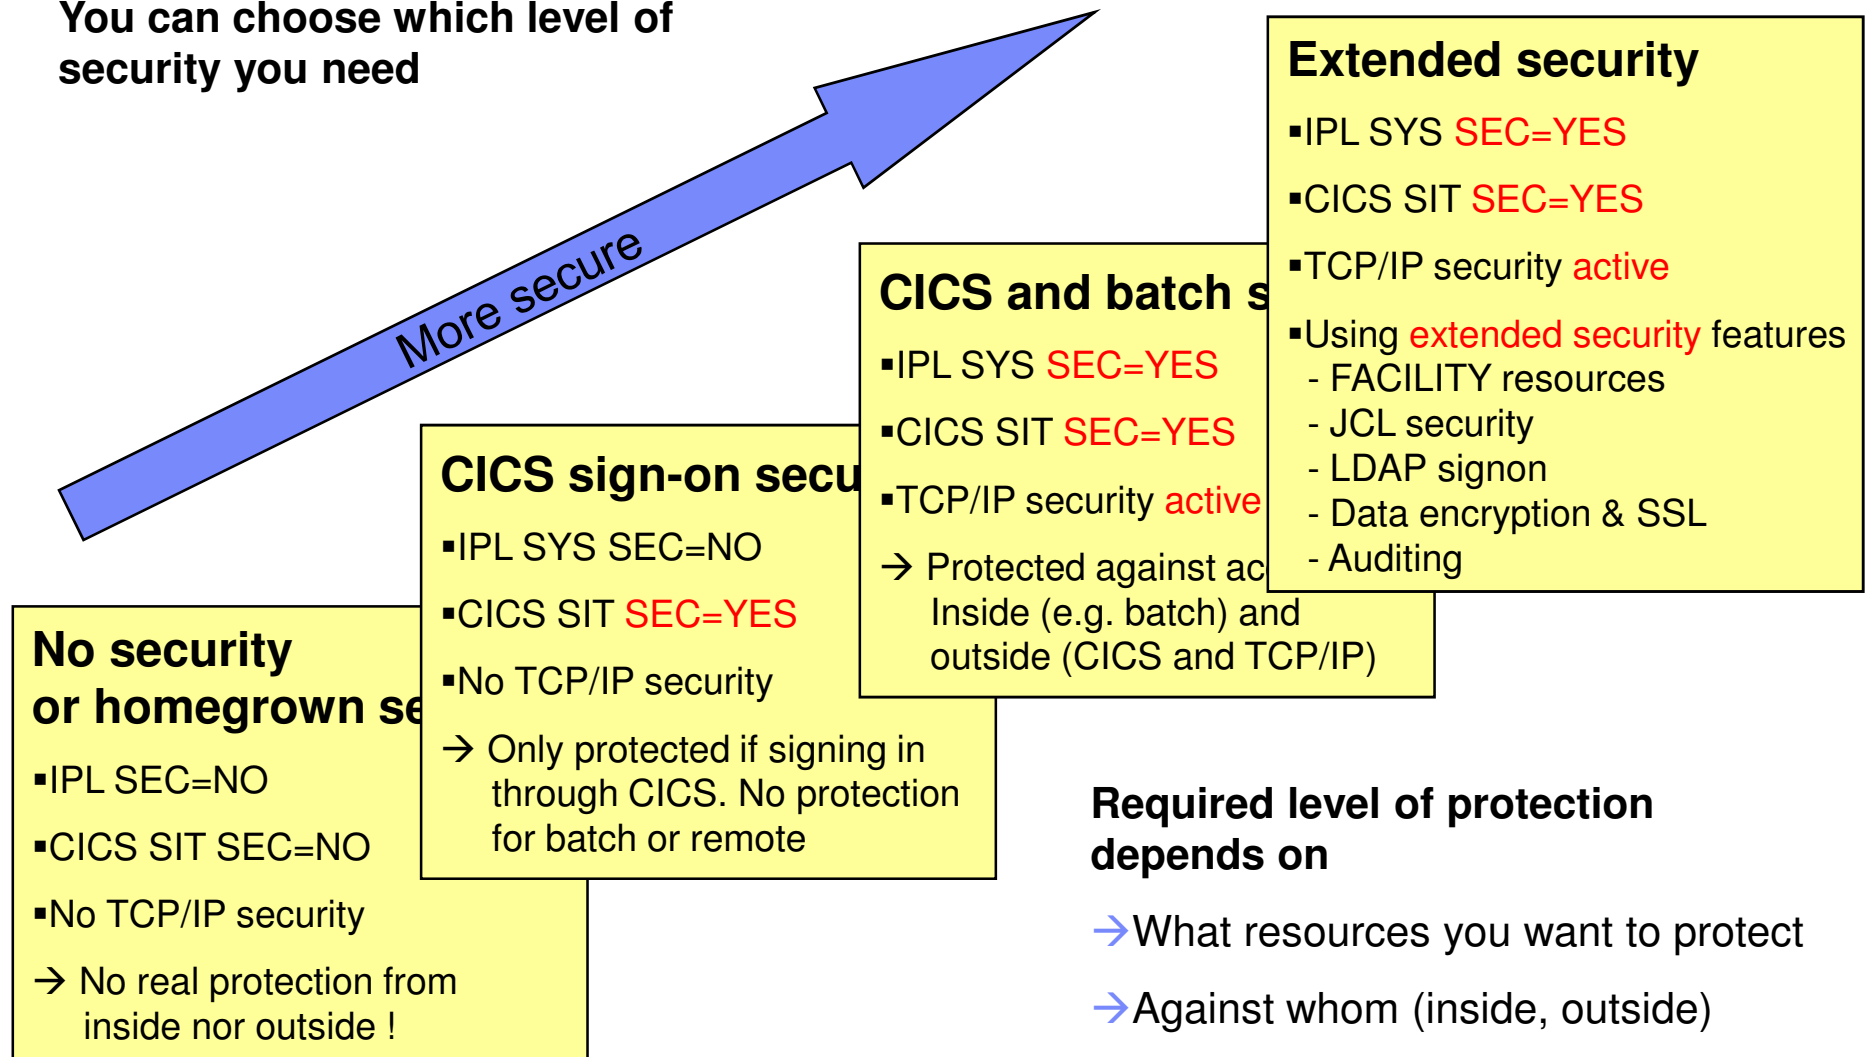 You can choose which level of
security you need
More secure
Extended security
▪IPL SYS SEC=YES
▪CICS SIT SEC=YES
▪TCP/IP security active
▪Using extended security features
- FACILITY resources
- JCL security
- LDAP signon
- Data encryption & SSL
- Auditing
CICS and batch s
▪IPL SYS SEC=YES
▪CICS SIT SEC=YES
▪TCP/IP security active
→ Protected against ac
Inside (e.g. batch) and
outside (CICS and TCP/IP)
CICS sign-on secu
▪IPL SYS SEC=NO
▪CICS SIT SEC=YES
▪No TCP/IP security
→ Only protected if signing in
through CICS. No protection
for batch or remote
No security
or homegrown se
▪IPL SEC=NO
▪CICS SIT SEC=NO
▪No TCP/IP security
→ No real protection from
inside nor outside !
Required level of protection
depends on
→What resources you want to protect
→Against whom (inside, outside)